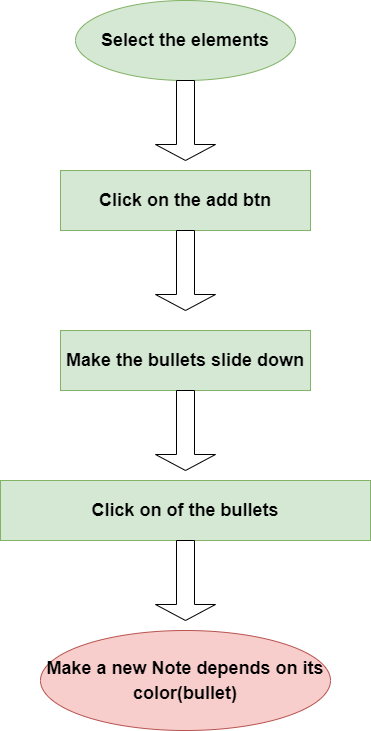 Select the elements
Click on the add btn
Make the bullets slide down
Click on of the bullets
Make a new Note depends on its
color(bullet)